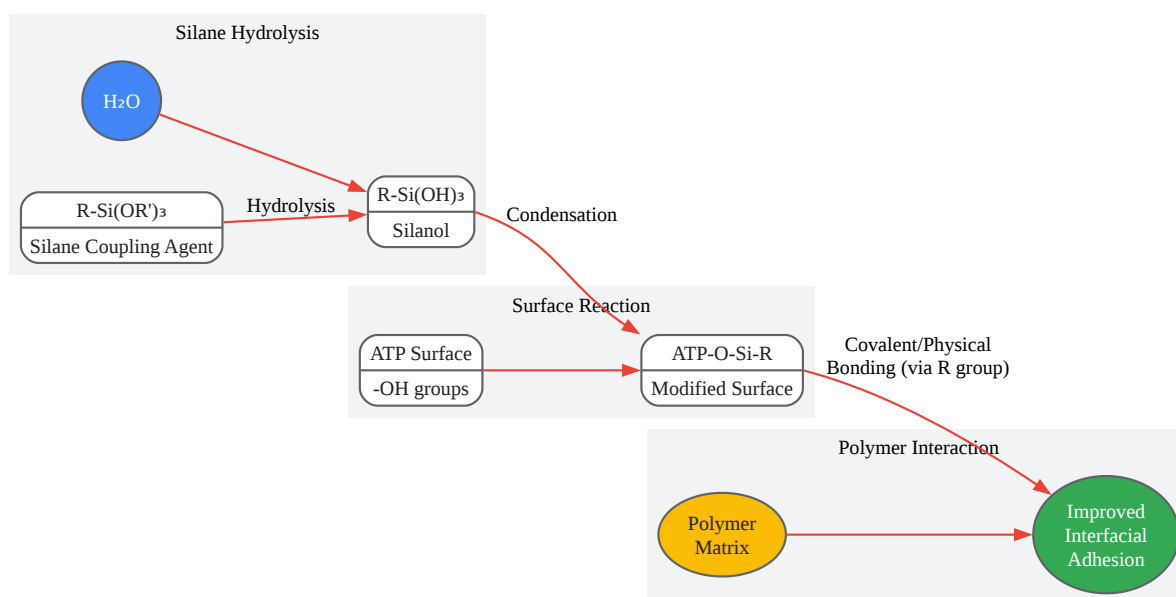 Silane Hydrolysis
H₂O
R-Si(OR')₃
Silane Coupling Agent
Hydrolysis
R-Si(OH)₃
Silanol
Condensation
Surface Reaction
ATP Surface
-OH groups
ATP-O-Si-R
Modified Surface
Covalent/Physical
Bonding (via R group)
Polymer Interaction
Polymer
Matrix
Improved
Interfacial
Adhesion